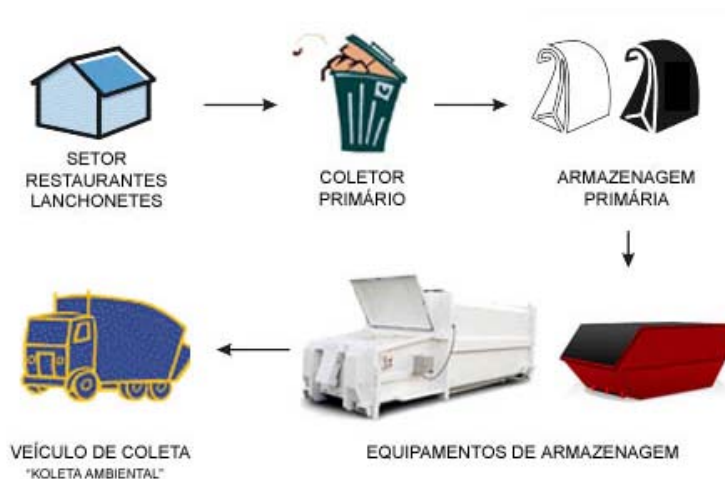 SETOR
RESTAURANTES
LANCHONETES
COLETOR
PRIMÁRIO
ARMAZENAGEM
PRIMÁRIA
VEÍCULO DE COLETA
"KOLETA AMBIENTAL"
EQUIPAMENTOS DE ARMAZENAGEM